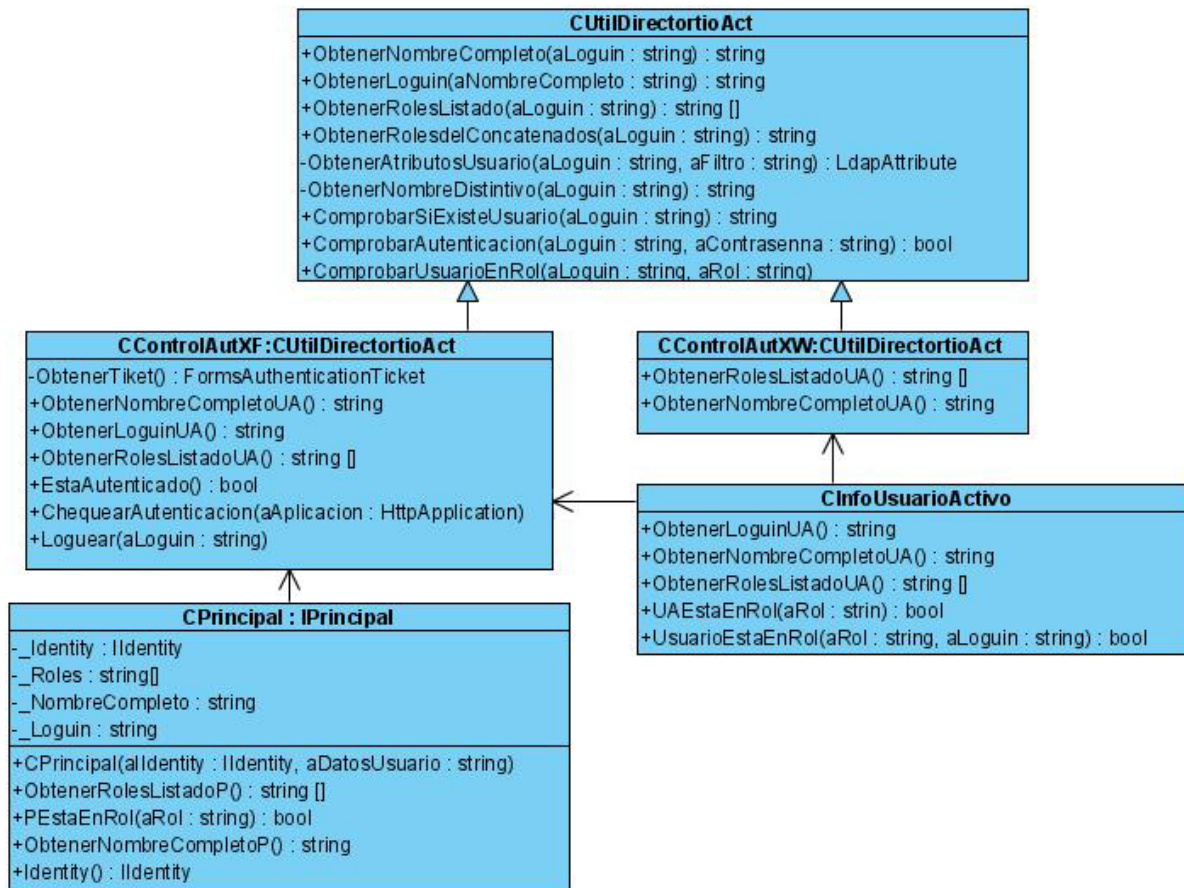 CUtilDirectortioAct
+ObtenerNombreCompleto(aLoguin : string) : string
+ObtenerLoguin(aNombreCompleto : string) : string
+ObtenerRolesListado(aLoguin : string) : string []
+ObtenerRolesdelConcatenados(aLoguin : string) : string
-ObtenerAtributosUsuario(aLoguin : string, aFiltro : string) : LdapAttribute
-ObtenerNombreDistintivo(aLoguin : string) : string
+ComprobarSiExisteUsuario(aLoguin : string) : string
+ComprobarAutenticacion(aLoguin : string, aContrasenna : string) : bool
+ComprobarUsuarioEnRol(aLoguin : string, aRol : string)
CControlAutXF:CUtilDirectortioAct
-ObtenerTiket() : FormsAuthenticationTicket
+ObtenerNombreCompletoUA() : string
+ObtenerLoguinUA() : string
+ObtenerRolesListadoUA() : string []
+EstaAutenticado() : bool
+ChequearAutenticacion(aAplicacion : HttpApplication)
+Loguear(aLoguin : string)
CControlAutXW:CUtilDirectortioAct
+ObtenerRolesListadoUA() : string []
+ObtenerNombreCompletoUA() : string
CInfoUsuarioActivo
+ObtenerLoguinUA() : string
+ObtenerNombreCompletoUA() : string
+ObtenerRolesListadoUA() : string []
+UAEstaEnRol(aRol : strin) : bool
+UsuarioEstaEnRol(aRol : string, aLoguin : string) : bool
CPrincipal : IPrincipal
-_Identity : IIdentity
-_Roles : string[]
-_NombreCompleto : string
-_Loguin : string
+CPrincipal(aIIdentity : IIdentity, aDatosUsuario : string)
+ObtenerRolesListadoP() : string []
+PEstaEnRol(aRol : string) : bool
+ObtenerNombreCompletoP() : string
+Identity() : IIdentity